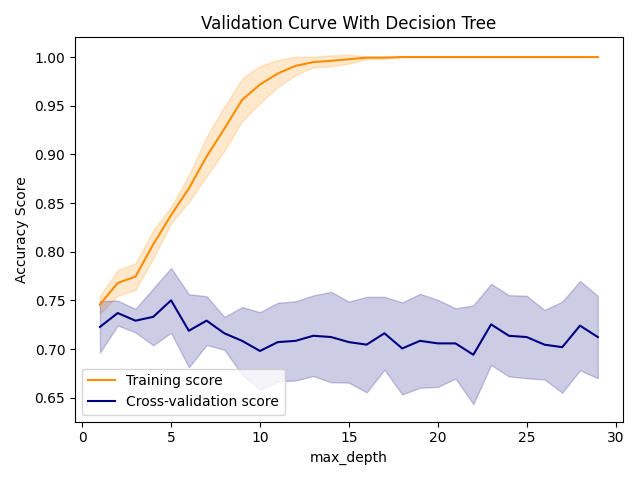 Validation Curve With Decision Tree
Accuracy Score
1.00
0.95
0.90
0.85
0.80
0.75
0.70
0.65
Training score
Cross-validation score
0 5 10 15 20 25 30
max_depth